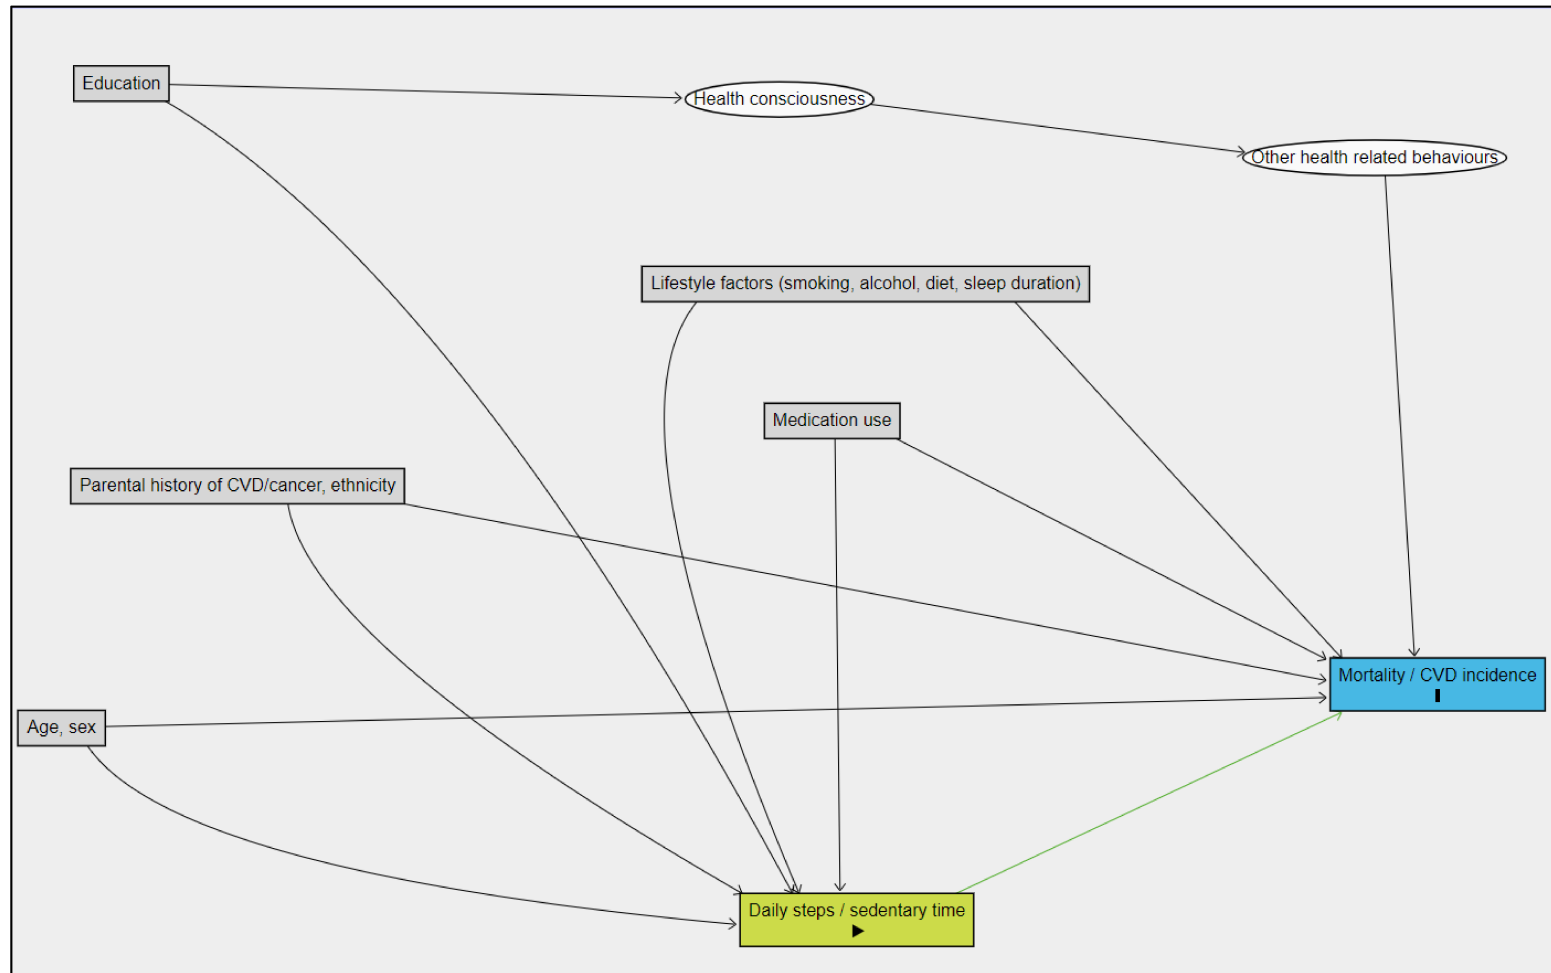 Education
Health consciousness
Other health related behaviours
Lifestyle factors (smoking, alcohol, diet, sleep duration)
Medication use
Parental history of CVD/cancer, ethnicity
Mortality / CVD incidence
Age, sex
Daily steps / sedentary time